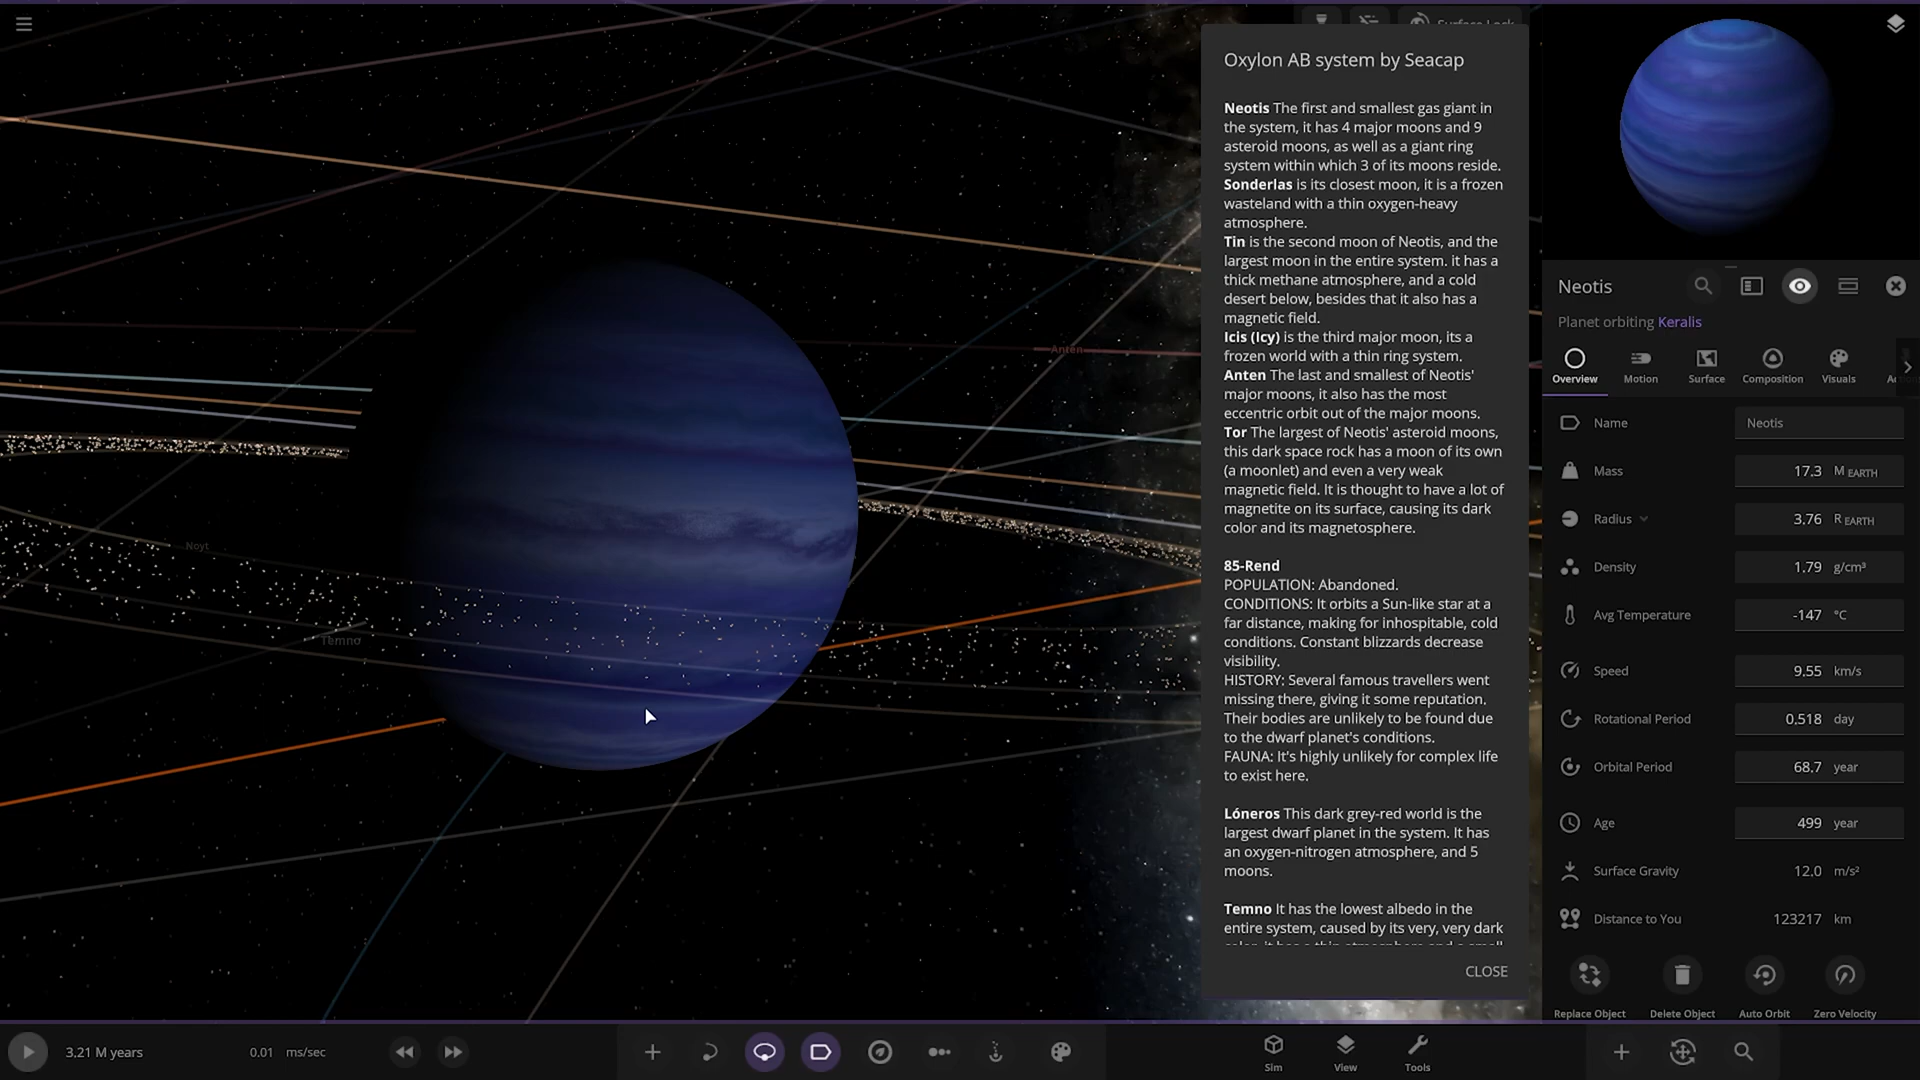 Surface Lock
Oxylon AB system by Seacap
Neotis The first and smallest gas giant in
the system, it has 4 major moons and 9
asteroid moons, as well as a giant ring
system within which 3 of its moons reside.
Sonderlas is its closest moon, it is a frozen
wasteland with a thin oxygen-heavy
atmosphere.
Tin is the second moon of Neotis, and the
largest moon in the entire system. it has a
thick methane atmosphere, and a cold
desert below, besides that it also has a
magnetic field.
Icis (Icy) is the third major moon, its a
frozen world with a thin ring system.
Anten The last and smallest of Neotis'
major moons, it also has the most
eccentric orbit out of the major moons.
Tor The largest of Neotis' asteroid moons,
this dark space rock has a moon of its own
(a moonlet) and even a very weak
magnetic field. It is thought to have a lot of
magnetite on its surface, causing its dark
color and its magnetosphere.
85-Rend
POPULATION: Abandoned.
CONDITIONS: It orbits a Sun-like star at a
far distance, making for inhospitable, cold
conditions. Constant blizzards decrease
visibility.
HISTORY: Several famous travellers went
missing there, giving it some reputation.
Their bodies are unlikely to be found due
to the dwarf planet's conditions.
FAUNA: It's highly unlikely for complex life
to exist here.
Lóneros This dark grey-red world is the
largest dwarf planet in the system. It has
an oxygen-nitrogen atmosphere, and 5
moons.
Temno It has the lowest albedo in the
entire system, caused by its very, very dark
color, it has a thin atmosphere and a small
CLOSE
Anten
Noyt
Temno
Neotis
Planet orbiting Keralis
Overview Motion Surface Composition Visuals
Name Neotis
Mass 17.3 M EARTH
Radius 3.76 R EARTH
Density 1.79 g/cm³
Avg Temperature -147 °C
Speed 9.55 km/s
Rotational Period 0.518 day
Orbital Period 68.7 year
Age 499 year
Surface Gravity 12.0 m/s²
Distance to You 123217 km
Replace Object Delete Object Auto Orbit Zero Velocity
3.21 M years 0.01 ms/sec
Sim View Tools